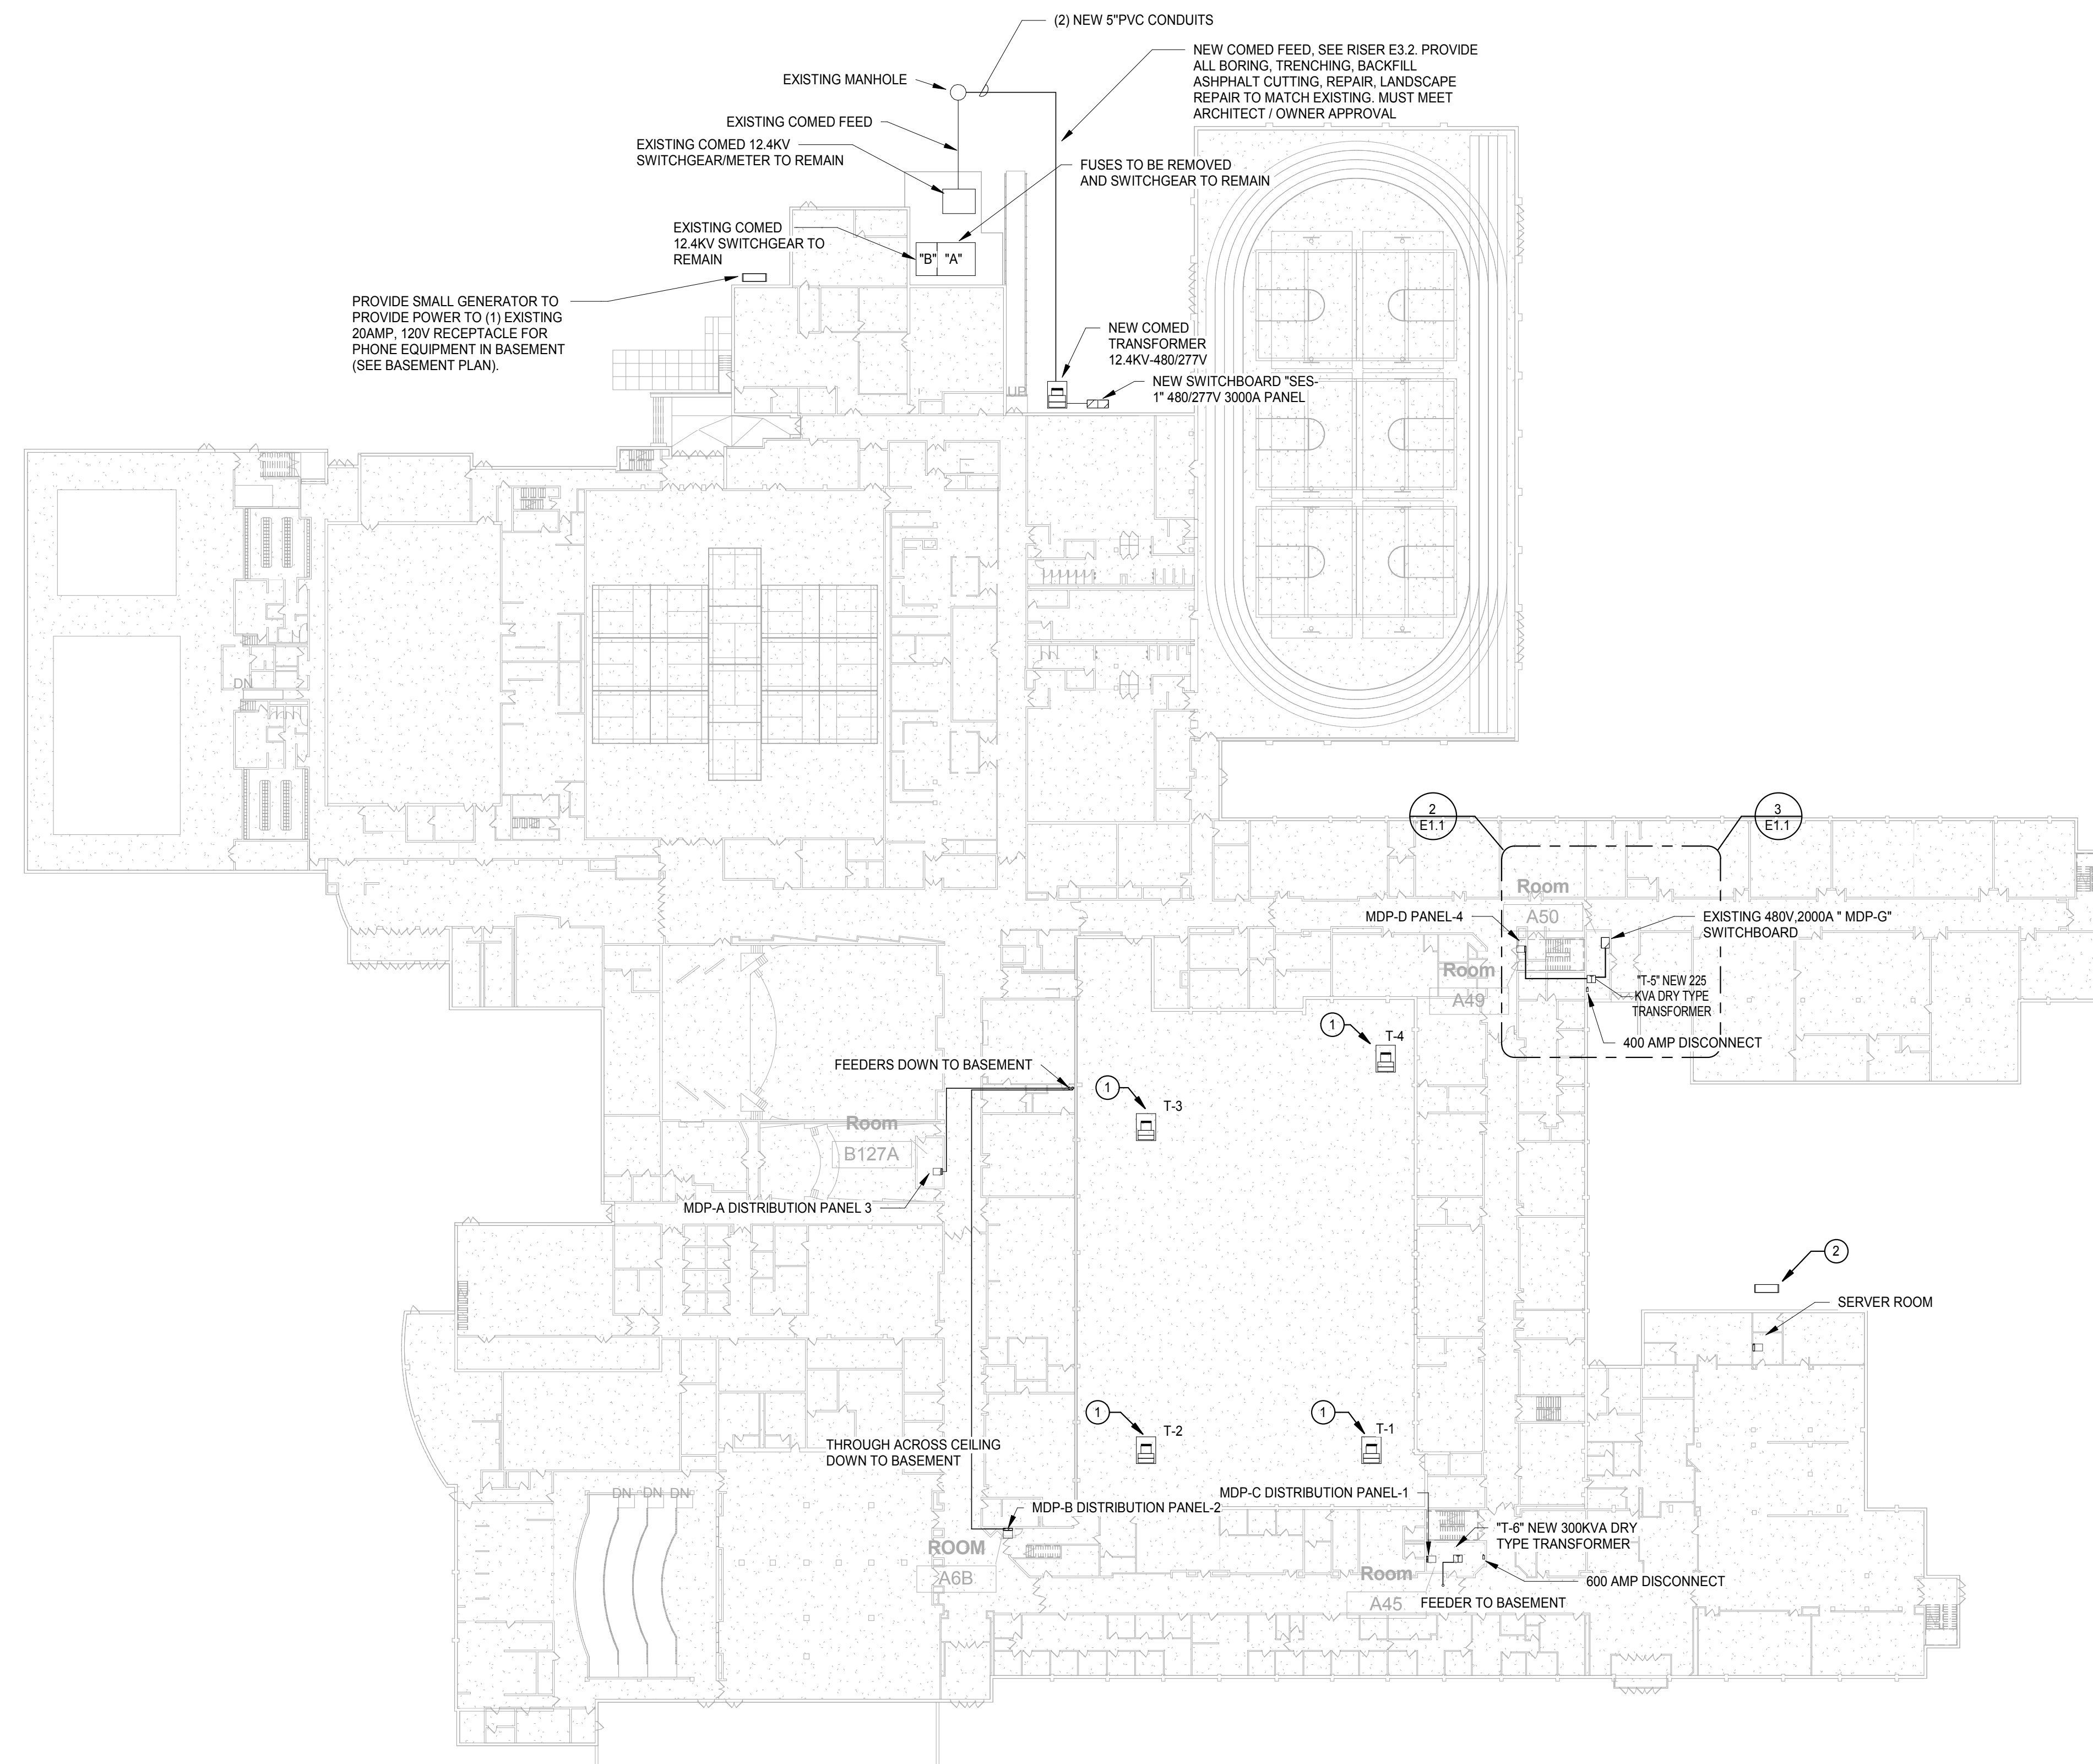 (2) NEW 5"PVC CONDUITS
NEW COMED FEED, SEE RISER E3.2. PROVIDE
ALL BORING, TRENCHING, BACKFILL
ASHPHALT CUTTING, REPAIR, LANDSCAPE
REPAIR TO MATCH EXISTING. MUST MEET
ARCHITECT / OWNER APPROVAL
EXISTING MANHOLE
EXISTING COMED FEED
EXISTING COMED 12.4KV
SWITCHGEAR/METER TO REMAIN
FUSES TO BE REMOVED
AND SWITCHGEAR TO REMAIN
EXISTING COMED
12.4KV SWITCHGEAR TO
REMAIN
"B" "A"
PROVIDE SMALL GENERATOR TO
PROVIDE POWER TO (1) EXISTING
20AMP, 120V RECEPTACLE FOR
PHONE EQUIPMENT IN BASEMENT
(SEE BASEMENT PLAN).
NEW COMED
TRANSFORMER
12.4KV-480/277V
NEW SWITCHBOARD "SES-
1" 480/277V 3000A PANEL
UP
DN
2
E1.1
3
E1.1
Room
A50
MDP-D PANEL-4
EXISTING 480V,2000A " MDP-G"
SWITCHBOARD
Room
A49
"T-5" NEW 225
KVA DRY TYPE
TRANSFORMER
400 AMP DISCONNECT
1
T-4
FEEDERS DOWN TO BASEMENT
1
T-3
Room
B127A
MDP-A DISTRIBUTION PANEL 3
2
SERVER ROOM
1
T-2
1
T-1
THROUGH ACROSS CEILING
DOWN TO BASEMENT
DN DN DN
MDP-B DISTRIBUTION PANEL-2
MDP-C DISTRIBUTION PANEL-1
"T-6" NEW 300KVA DRY
TYPE TRANSFORMER
ROOM
A6B
Room
A45
600 AMP DISCONNECT
FEEDER TO BASEMENT